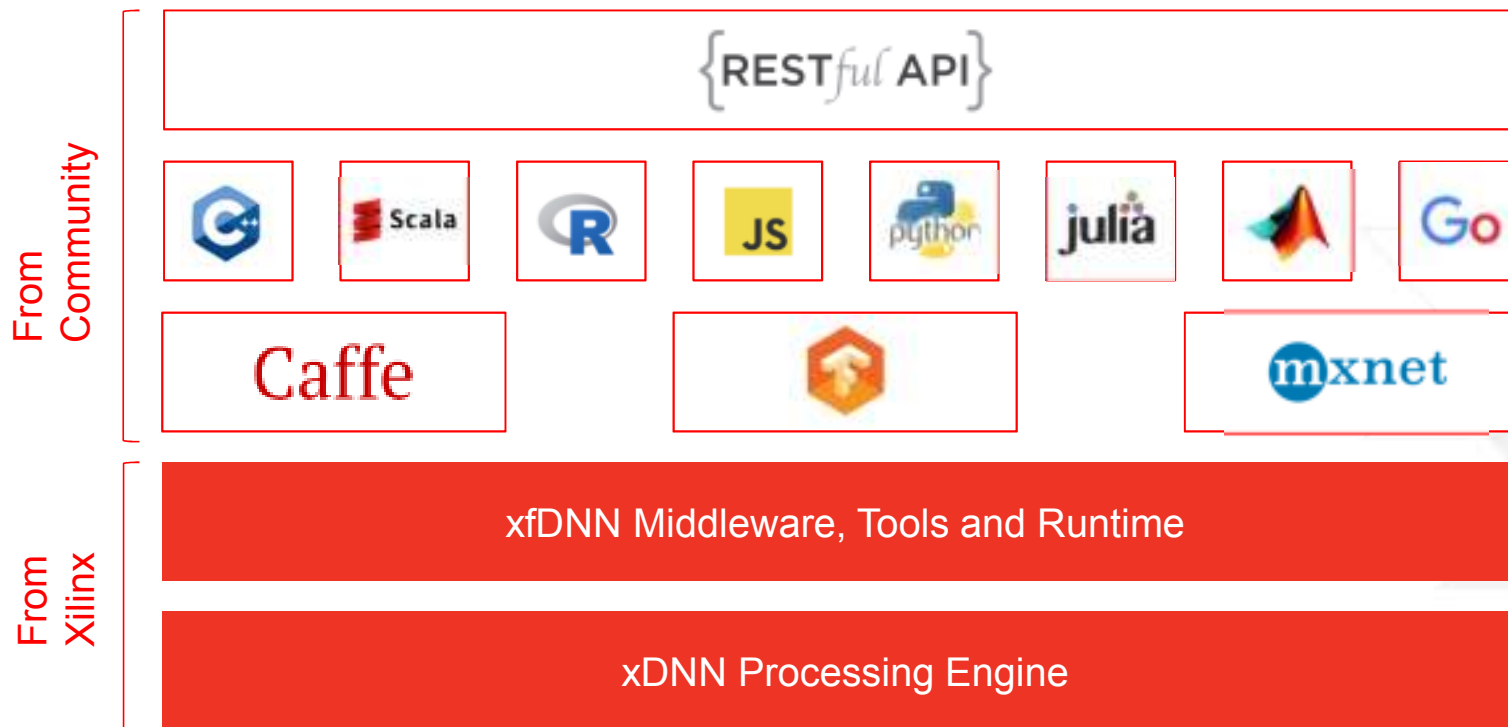 {RESTful API}
From Community
C++
Scala
R
JS
python
julia
Go
Caffe
mxnet
From Xilinx
xfDNN Middleware, Tools and Runtime
xDNN Processing Engine